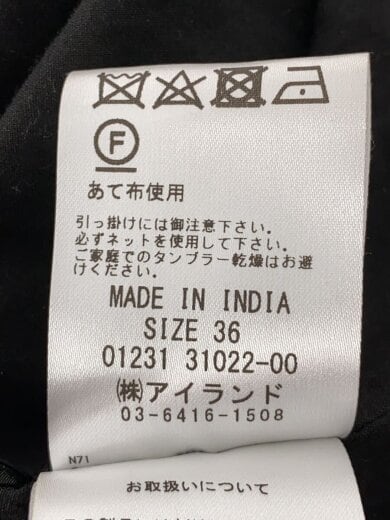 F
あて布使用
引っ掛けには御注意下さい。
必ずネットを使用して下さい。
ご家庭でのタンブラー乾燥はお避
けください。
MADE IN INDIA
SIZE 36
01231 31022-00
㈱アイランド
03-6416-1508
N71
お取扱いについて